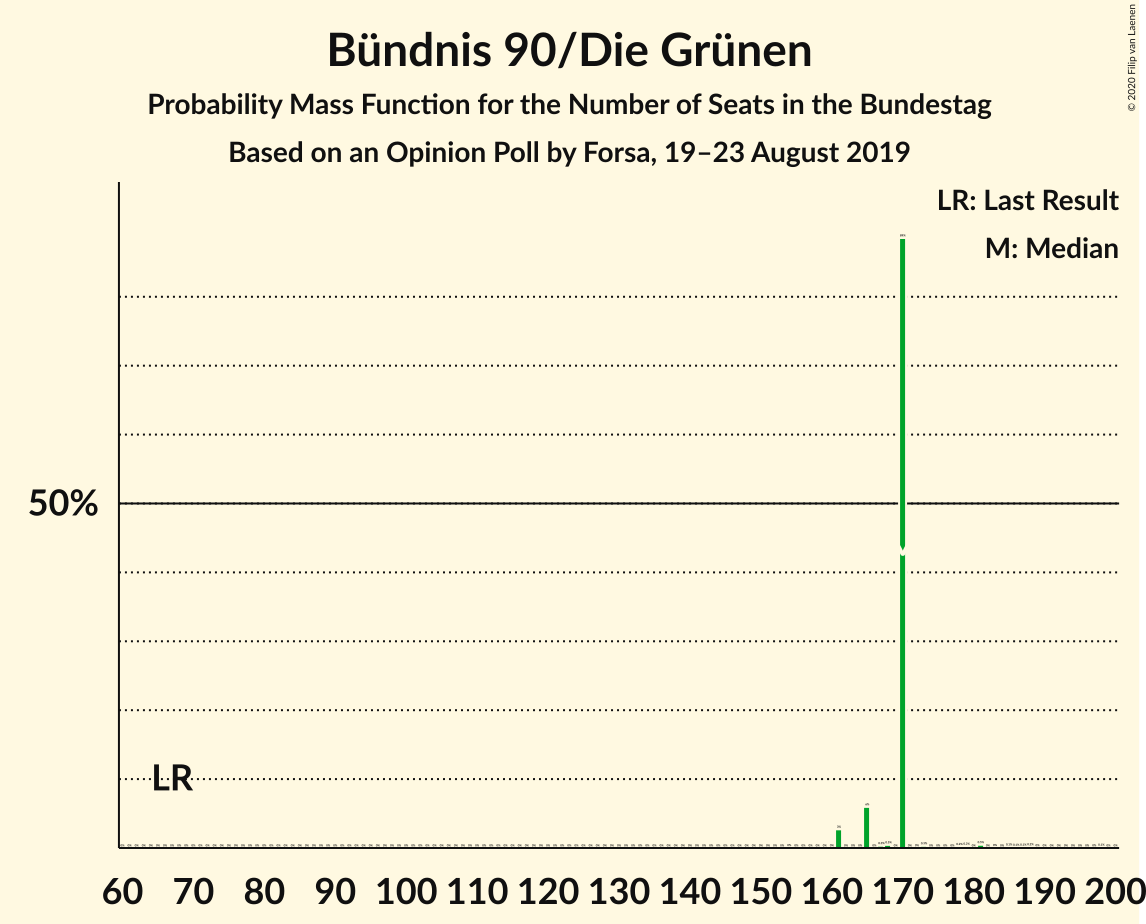 Bündnis 90/Die Grünen
Probability Mass Function for the Number of Seats in the Bundestag
Based on an Opinion Poll by Forsa, 19–23 August 2019
© 2020 Filip van Laenen
LR: Last Result
M: Median
50%
LR
60 70 80 90 100 110 120 130 140 150 160 170 180 190 200